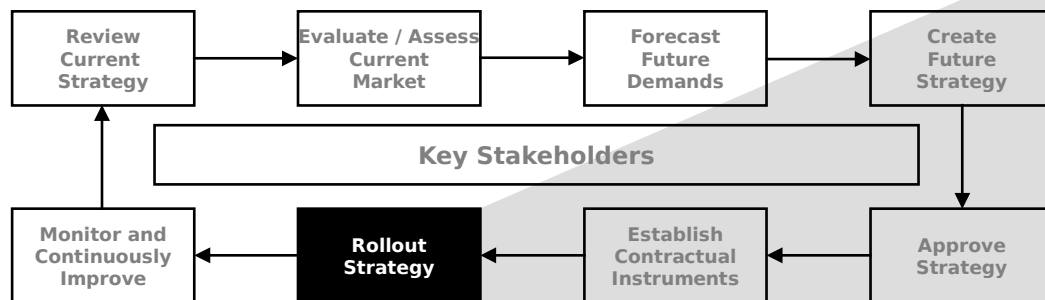 Review
Current
Strategy
Evaluate / Assess
Current
Market
Forecast
Future
Demands
Create
Future
Strategy
Key Stakeholders
Monitor and
Continuously
Improve
Rollout
Strategy
Establish
Contractual
Instruments
Approve
Strategy